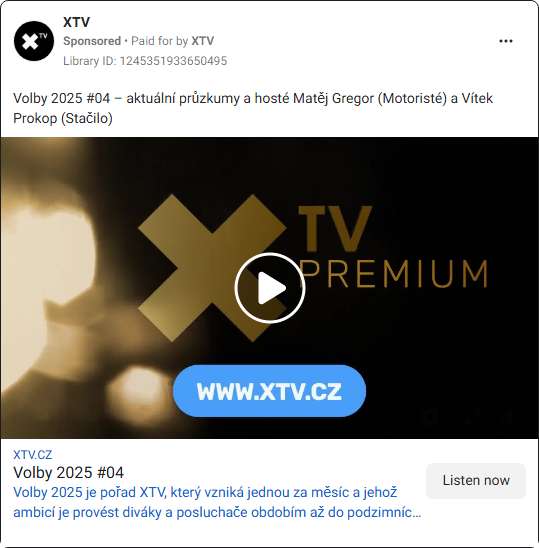 XTV
Sponsored • Paid for by XTV
Library ID: 1245351933650495
Volby 2025 #04 – aktuální průzkumy a hosté Matěj Gregor (Motoristé) a Vítek
Prokop (Stačilo)
X TV
X TV
PREMIUM
WWW.XTV.CZ
XTV.CZ
Volby 2025 #04
Volby 2025 je pořad XTV, který vzniká jednou za měsíc a jehož
ambicí je provést diváky a posluchače obdobím až do podzimníc...
Listen now